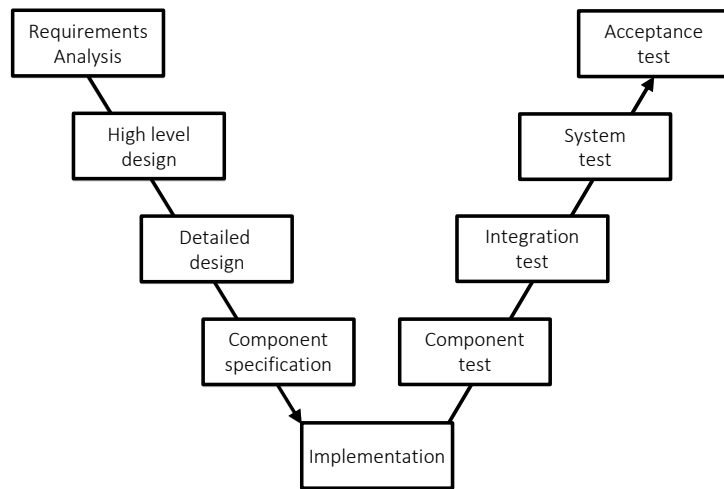 Requirements
Analysis
High level
design
Detailed
design
Component
specification
Implementation
Component
test
Integration
test
System
test
Acceptance
test